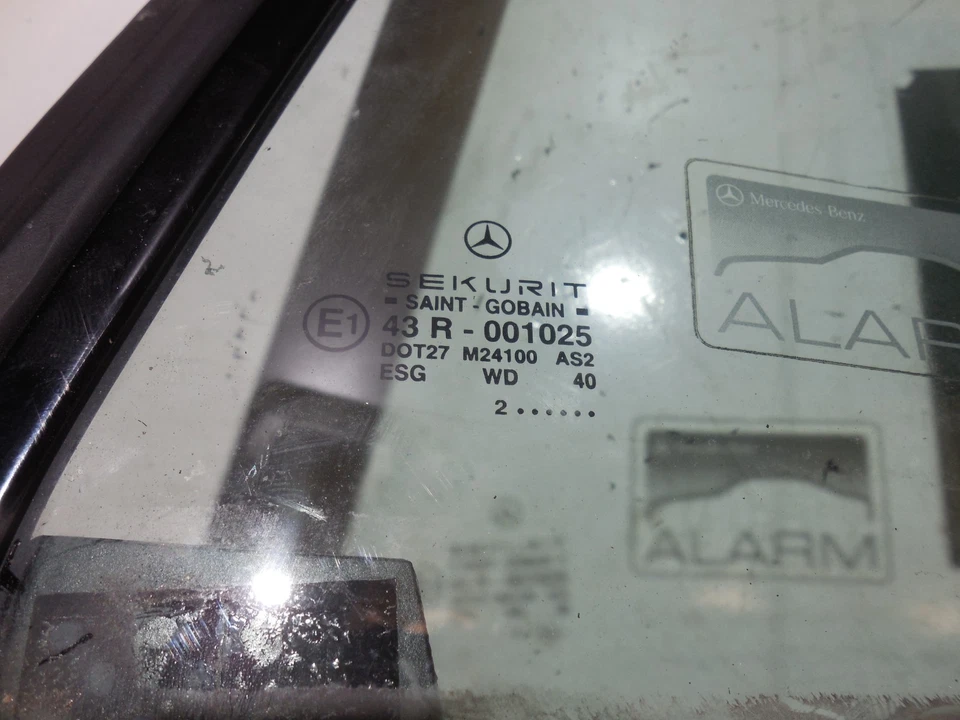 SEKURIT
SAINT - GOBAIN
E1
43 R - 001025
DOT27 M24100 AS2
ESG WD 40
2 ••••••
Mercedes Benz
ALAR
ALARM